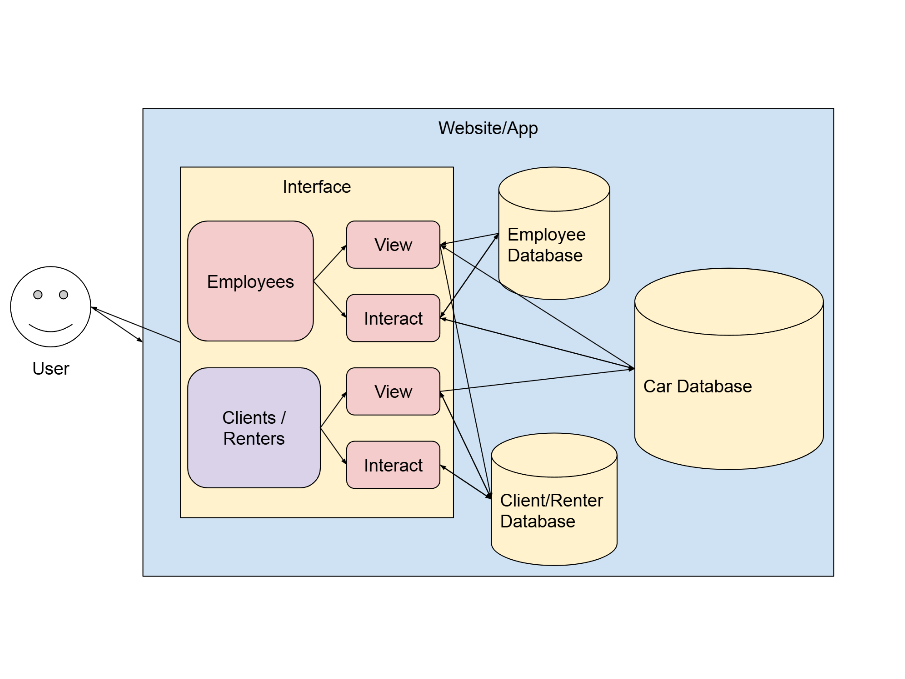 Website/App
Interface
Employees
View
Interact
Clients /
Renters
View
Interact
Employee
Database
Car Database
Client/Renter
Database
User